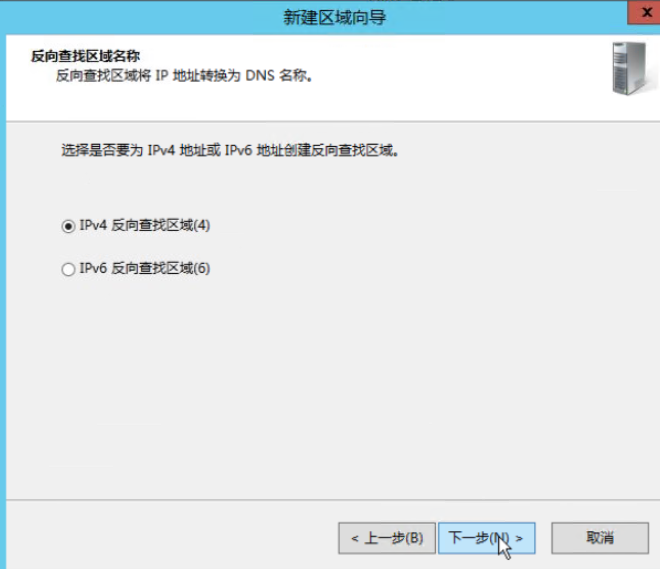 新建区域向导
x
反向查找区域名称
反向查找区域将 IP 地址转换为 DNS 名称。
选择是否要为 IPv4 地址或 IPv6 地址创建反向查找区域。
IPv4 反向查找区域(4)
IPv6 反向查找区域(6)
< 上一步(B) 下一步(N) > 取消